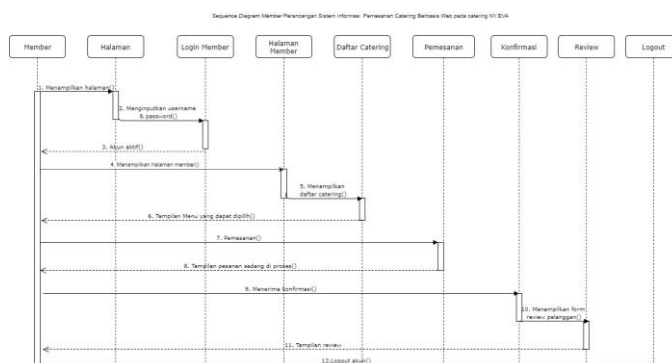 Sequence Diagram Member Perancangan Sistem Informasi Pemesanan Catering Berbasis Web pada catering NY.EVA
Member
Halaman
Login Member
Halaman
Member
Daftar Catering
Pemesanan
Konfirmasi
Review
Logout
1. Menampilkan halaman()
2. Menginputkan username
& password()
3. Akun aktif()
4. Menampilkan halaman member()
5. Menampilkan
daftar catering()
6. Tampilan Menu yang dapat dipilih()
7. Pemesanan()
8. Tampilan pesanan sedang di proses()
9. Menerima konfirmasi()
10. Menampilkan form
review pelanggan()
11. Tampilan review
12.Logout akun()